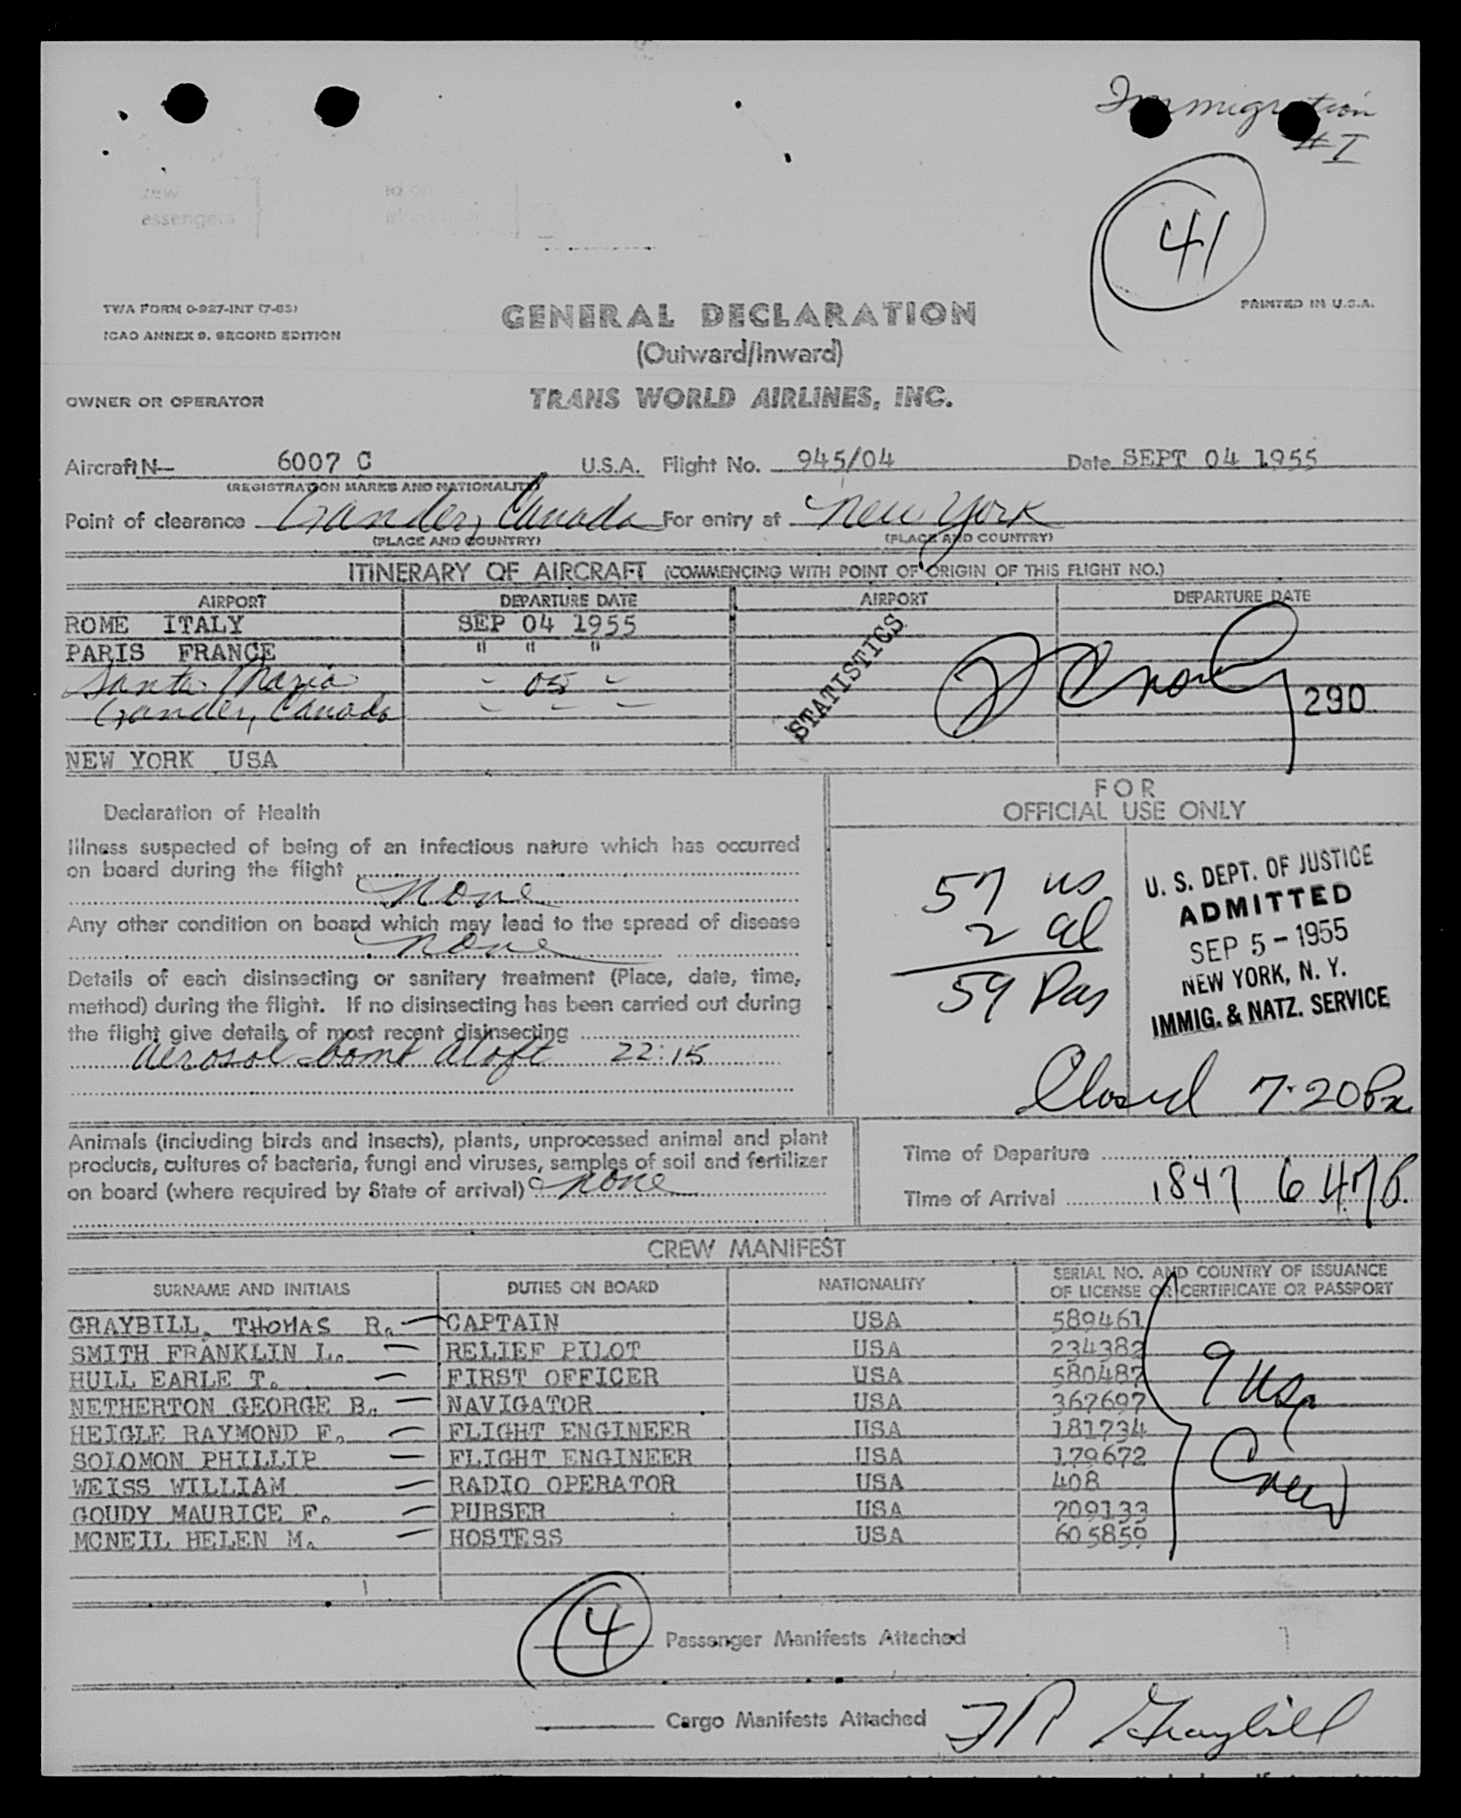 Immigration
#I
41
TWA FORM O-927-INT (7-53)
PRINTED IN U.S.A.
ICAO ANNEX 9, SECOND EDITION
GENERAL DECLARATION
(Outward/Inward)
OWNER OR OPERATOR
TRANS WORLD AIRLINES, INC.
Aircraft N— 6007 C U.S.A. Flight No. 945/04 Date SEPT 04 1955
(REGISTRATION MARKS AND NATIONALITY)
Point of clearance Gander, Canada For entry at New York
(PLACE AND COUNTRY) (PLACE AND COUNTRY)
ITINERARY OF AIRCRAFT (COMMENCING WITH POINT OF ORIGIN OF THIS FLIGHT NO.)
AIRPORT DEPARTURE DATE AIRPORT DEPARTURE DATE
ROME ITALY SEP 04 1955
PARIS FRANCE " " "
Santa Maria - 05 -
Gander, Canada - - -
STATISTICS
290
NEW YORK USA
FOR
OFFICIAL USE ONLY
Declaration of Health
Illness suspected of being of an infectious nature which has occurred
on board during the flight
None
Any other condition on board which may lead to the spread of disease
None
Details of each disinsecting or sanitary treatment (Place, date, time,
method) during the flight. If no disinsecting has been carried out during
the flight give details of most recent disinsecting
aerosol bomb aloft 22:15
57 us
2 al
59 Pas
U. S. DEPT. OF JUSTICE
ADMITTED
SEP 5 - 1955
NEW YORK, N. Y.
IMMIG. & NATZ. SERVICE
Closed 7:20 Pm
Animals (including birds and insects), plants, unprocessed animal and plant
products, cultures of bacteria, fungi and viruses, samples of soil and fertilizer
on board (where required by State of arrival) none
Time of Departure
Time of Arrival 1847 6 47 P.
CREW MANIFEST
SURNAME AND INITIALS DUTIES ON BOARD NATIONALITY SERIAL NO. AND COUNTRY OF ISSUANCE
OF LICENSE OR CERTIFICATE OR PASSPORT
GRAYBILL, THOMAS R. CAPTAIN USA 589461
SMITH FRANKLIN L. RELIEF PILOT USA 234382
HULL EARLE T. FIRST OFFICER USA 580487
NETHERTON GEORGE B. NAVIGATOR USA 367697
HEIGLE RAYMOND F. FLIGHT ENGINEER USA 181734
SOLOMON PHILLIP FLIGHT ENGINEER USA 179672
WEISS WILLIAM RADIO OPERATOR USA 408
GOUDY MAURICE F. PURSER USA 709133
MCNEIL HELEN M. HOSTESS USA 605859
9 USA
Crew
4 Passenger Manifests Attached
Cargo Manifests Attached
TR Graybill